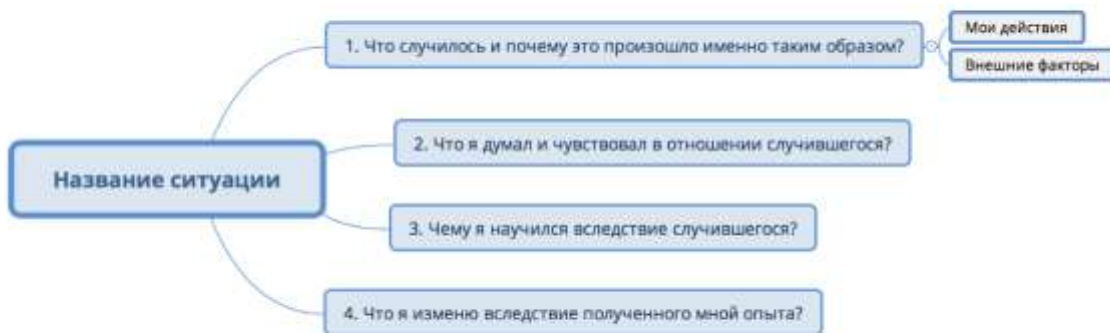 1. Что случилось и почему это произошло именно таким образом?
Мои действия
Внешние факторы
2. Что я думал и чувствовал в отношении случившегося?
Название ситуации
3. Чему я научился вследствие случившегося?
4. Что я изменю вследствие полученного мной опыта?